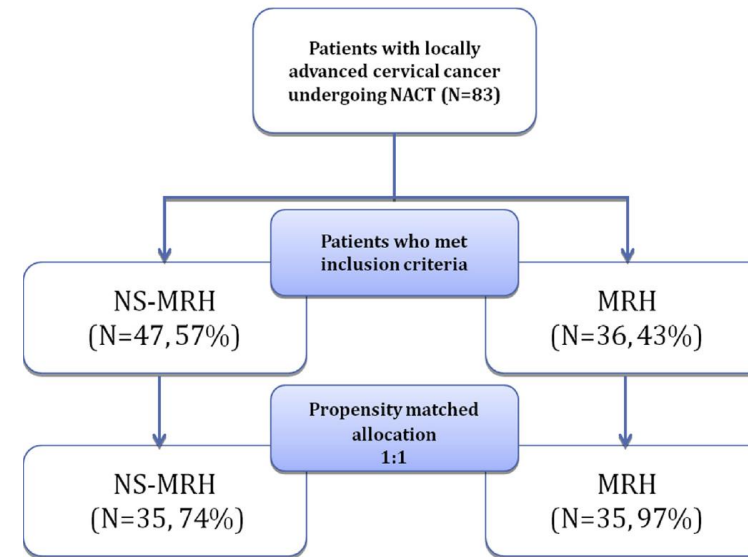 Patients with locally
advanced cervical cancer
undergoing NACT (N=83)
Patients who met
inclusion criteria
NS-MRH
(N=47, 57%)
MRH
(N=36, 43%)
Propensity matched
allocation
1:1
NS-MRH
(N=35, 74%)
MRH
(N=35, 97%)